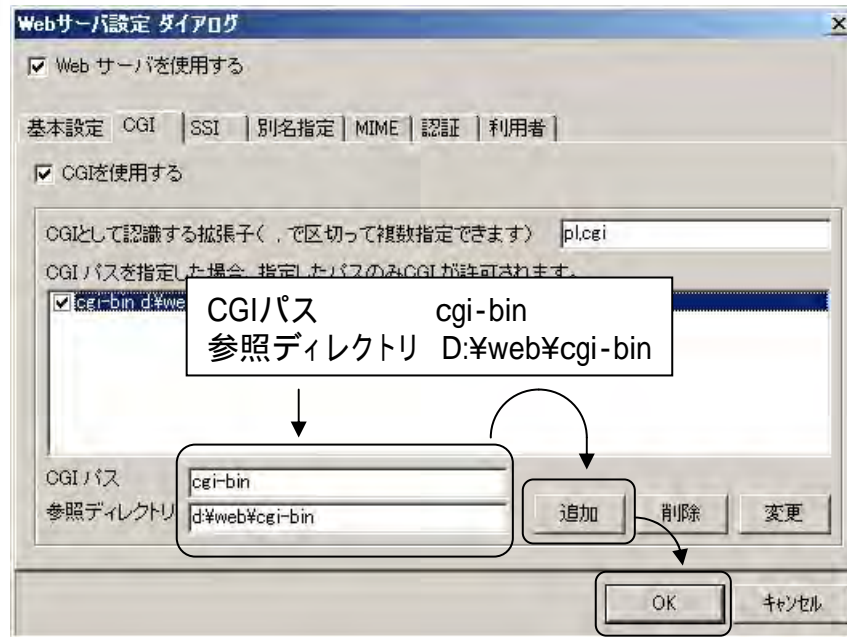 Webサーバ設定 ダイアログ
Web サーバを使用する
基本設定 CGI SSI 別名指定 MIME 認証 利用者
CGIを使用する
CGIとして認識する拡張子( , で区切って複数指定できます) pl,cgi
CGI パスを指定した場合、指定したパスのみCGI が許可されます。
cgi-bin d:¥we
CGIパス cgi-bin
参照ディレクトリ D:¥web¥cgi-bin
CGI パス cgi-bin
参照ディレクトリ d:¥web¥cgi-bin
追加 削除 変更
OK キャンセル